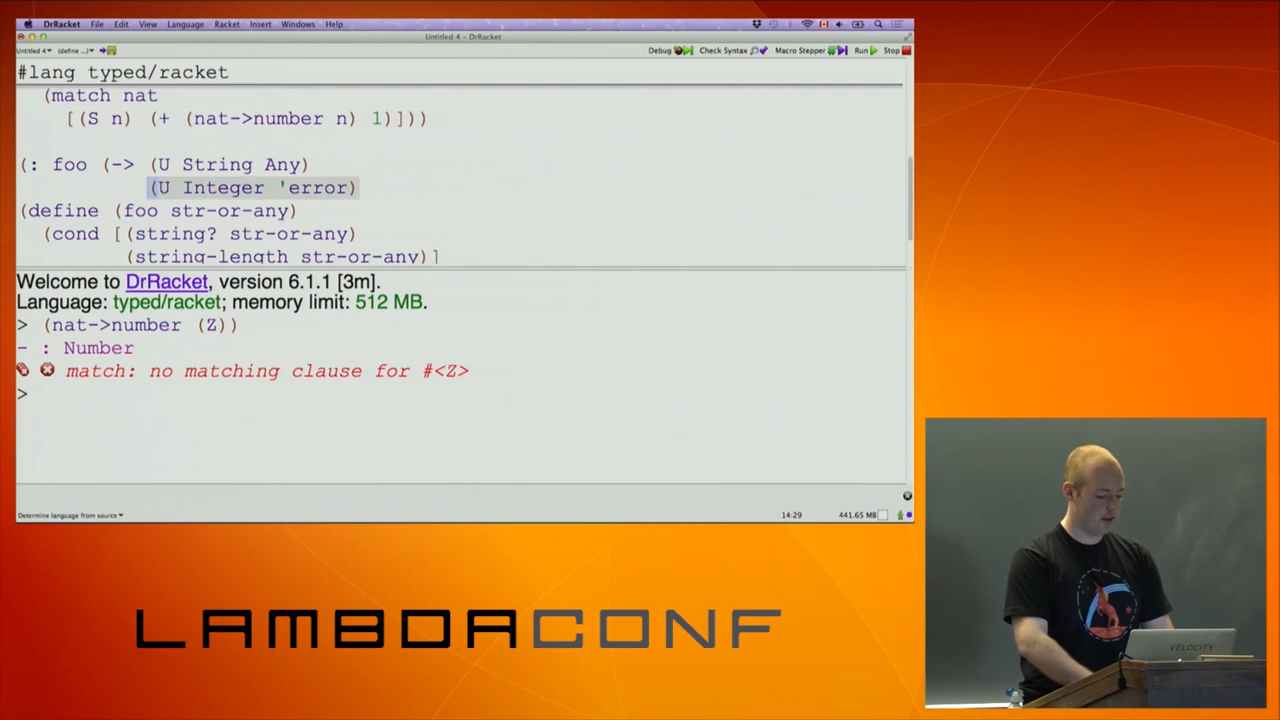 DrRacket File Edit View Language Racket Insert Windows Help
Untitled 4 - DrRacket
Untitled 4 (define ...) Debug Check Syntax Macro Stepper Run Stop
#lang typed/racket
(match nat
[(S n) (+ (nat->number n) 1)]))
(: foo (-> (U String Any)
(U Integer 'error)
(define (foo str-or-any)
(cond [(string? str-or-any)
(string-length str-or-any)]
Welcome to DrRacket, version 6.1.1 [3m].
Language: typed/racket; memory limit: 512 MB.
> (nat->number (Z))
- : Number
match: no matching clause for #<Z>
>
Determine language from source 14:29 441.65 MB
LAMBDACONF
VELOCITY